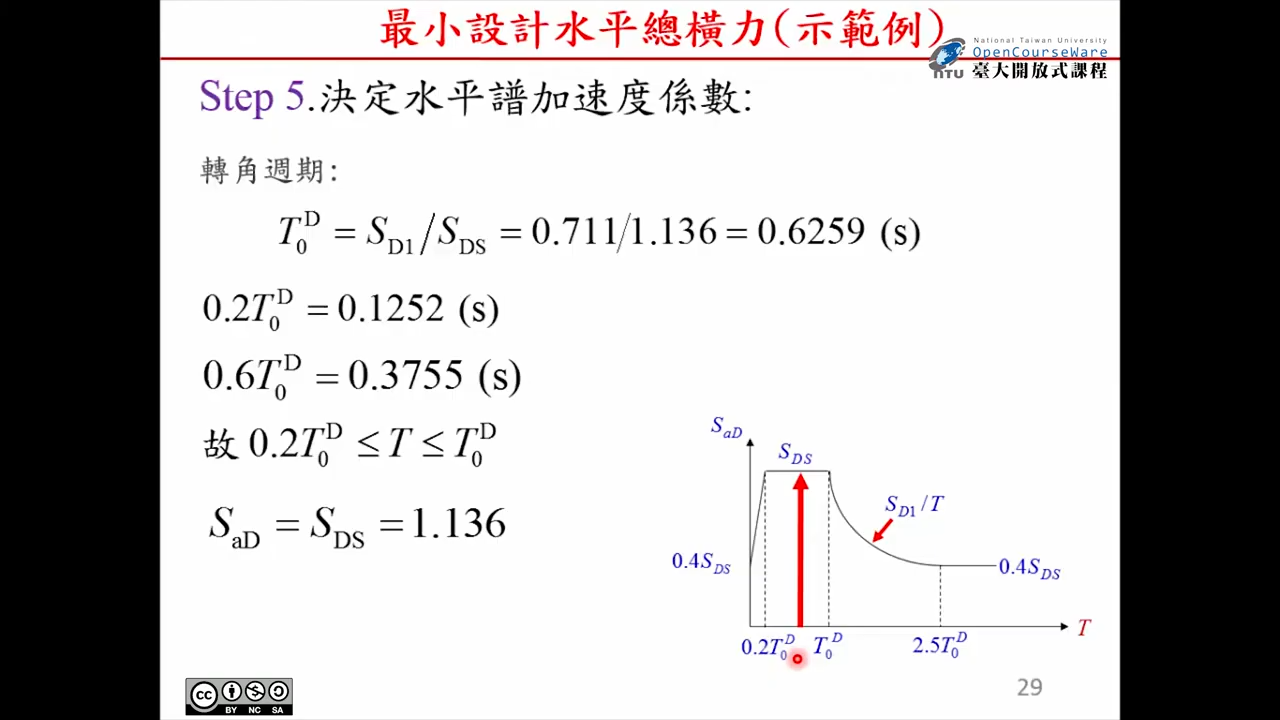 最小設計水平總橫力(示範例)
National Taiwan University
OpenCourseWare
NTU 臺大開放式課程
Step 5.決定水平譜加速度係數:
轉角週期:
T₀ᴰ = S_D1/S_DS = 0.711/1.136 = 0.6259 (s)
0.2T₀ᴰ = 0.1252 (s)
0.6T₀ᴰ = 0.3755 (s)
故 0.2T₀ᴰ ≤ T ≤ T₀ᴰ
S_aD = S_DS = 1.136
S_aD
S_DS
S_D1/T
0.4S_DS
0.4S_DS
T
0.2T₀ᴰ T₀ᴰ 2.5T₀ᴰ
29
cc BY NC SA